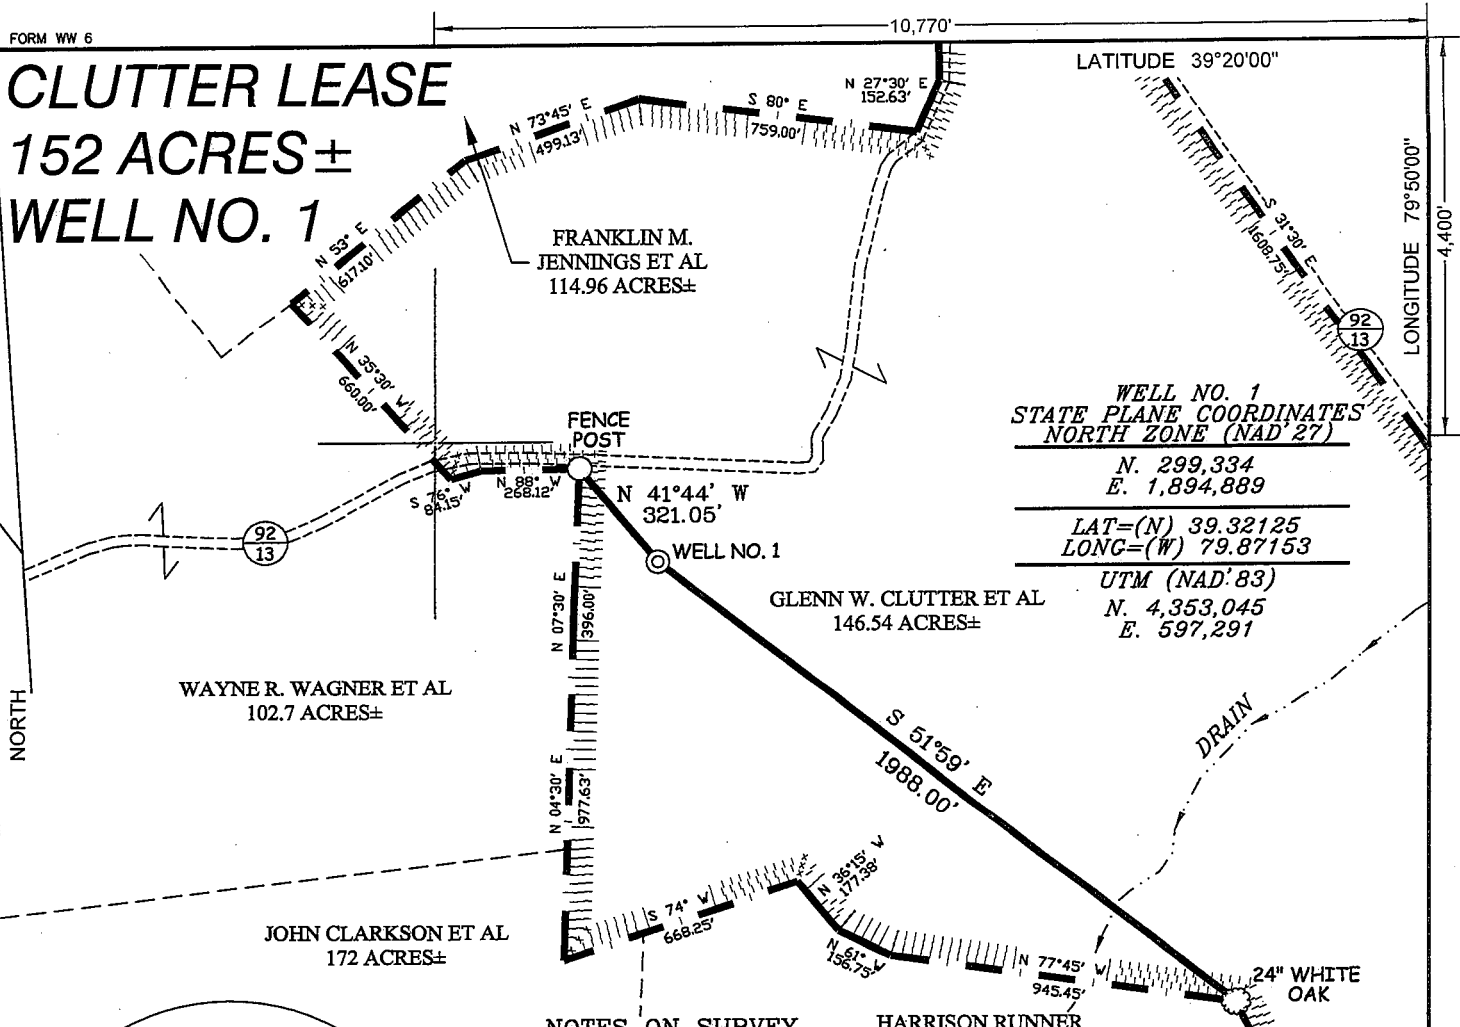 FORM WW 6
10,770'
CLUTTER LEASE
152 ACRES±
WELL NO. 1
LATITUDE 39°20'00"
LONGITUDE 79°50'00"
4,400'
N 27°30' E
152.63'
S 80° E
759.00'
N 73°45' E
499.13'
N 53° E
617.10'
FRANKLIN M.
JENNINGS ET AL
114.96 ACRES±
S 31°30' E
1608.75'
92
13
N 35°30' W
660.00'
FENCE
POST
S 76° W
84.15'
N 88° W
268.12'
N 41°44' W
321.05'
WELL NO. 1
WELL NO. 1
STATE PLANE COORDINATES
NORTH ZONE (NAD'27)
N. 299,334
E. 1,894,889
LAT=(N) 39.32125
LONG=(W) 79.87153
UTM (NAD'83)
N. 4,353,045
E. 597,291
92
13
N 07°30' E
396.00'
GLENN W. CLUTTER ET AL
146.54 ACRES±
WAYNE R. WAGNER ET AL
102.7 ACRES±
NORTH
DRAIN
S 51°59' E
1988.00'
N 04°30' E
977.63'
N 36°15' W
177.38'
S 74° W
668.25'
JOHN CLARKSON ET AL
172 ACRES±
N 61° W
156.75'
N 77°45' W
945.45'
24" WHITE
OAK
NOTES ON SURVEY
HARRISON RUNNER